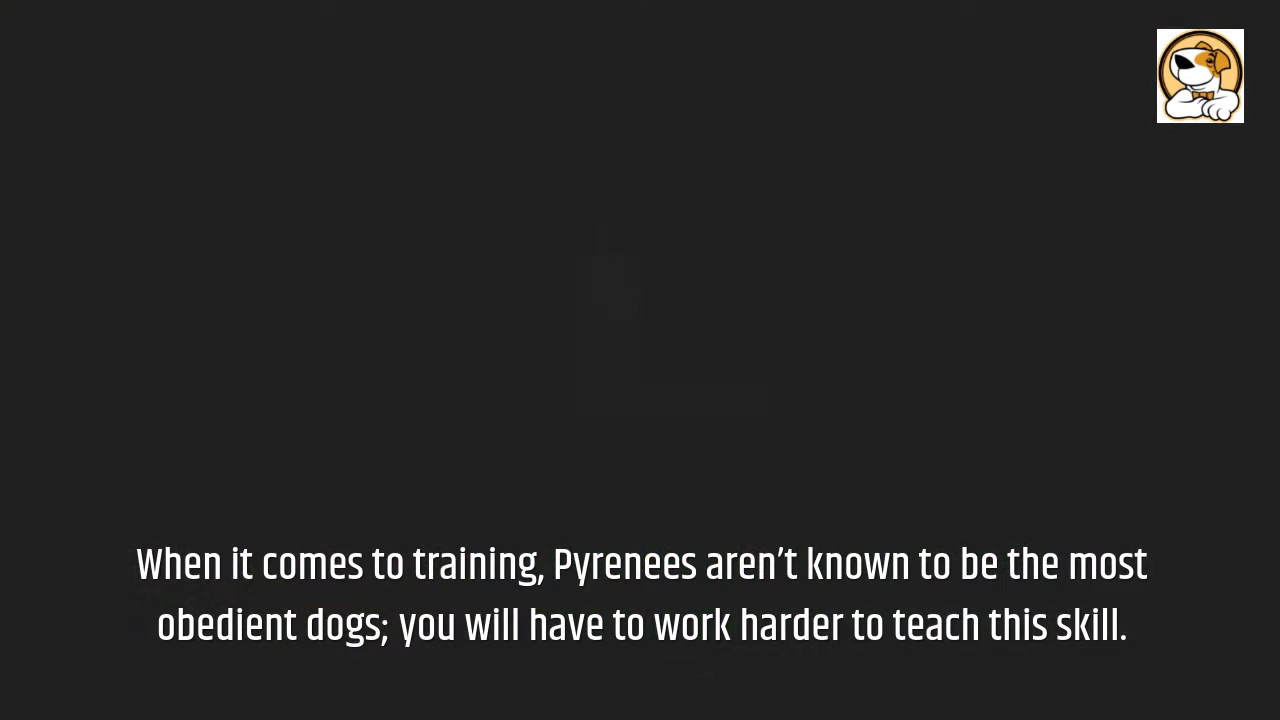 When it comes to training, Pyrenees aren’t known to be the most
obedient dogs; you will have to work harder to teach this skill.